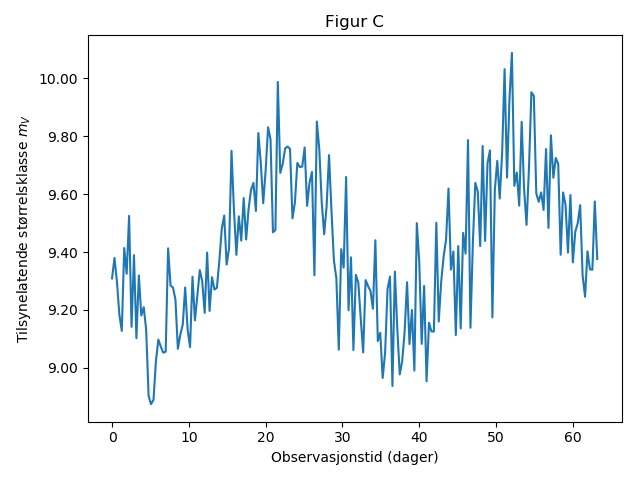 Figur C
Tilsynelatende størrelsklasse $m_V$
10.00
9.80
9.60
9.40
9.20
9.00
0 10 20 30 40 50 60
Observasjonstid (dager)